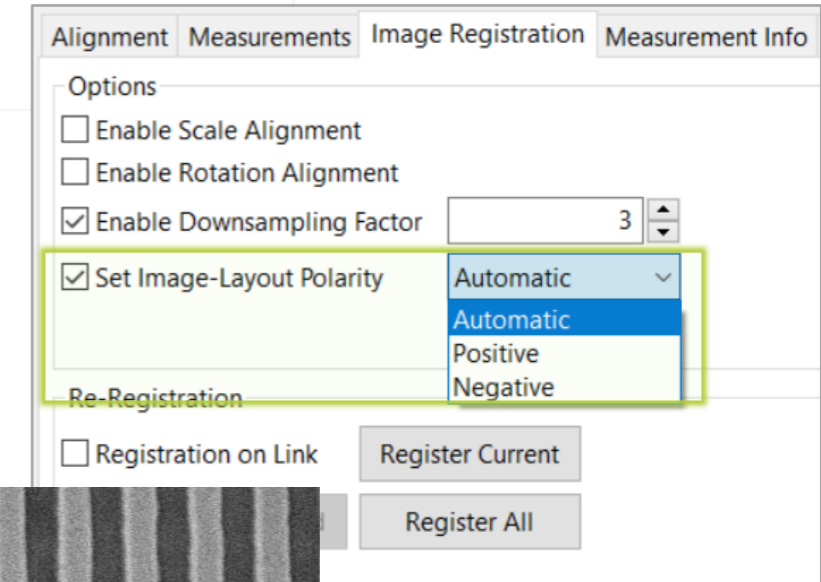 Alignment Measurements Image Registration Measurement Info
Options
Enable Scale Alignment
Enable Rotation Alignment
Enable Downsampling Factor 3
Set Image-Layout Polarity Automatic
Automatic
Positive
Negative
Re-Registration
Registration on Link Register Current
Register All